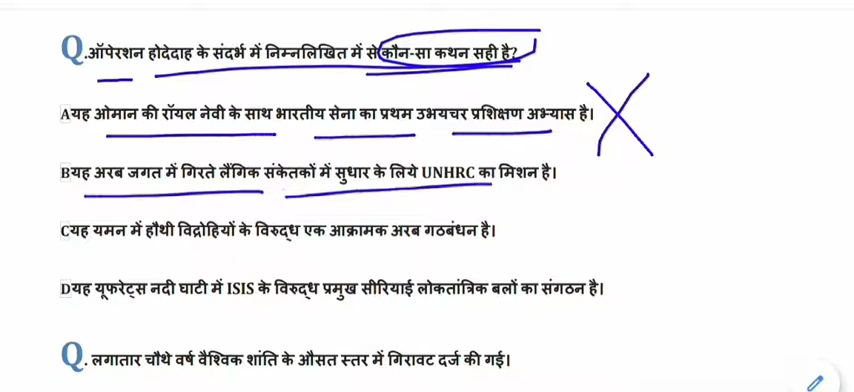 Q.ऑपरेशन होदेदाह के संदर्भ में निम्नलिखित में से कौन-सा कथन सही है?
Aयह ओमान की रॉयल नेवी के साथ भारतीय सेना का प्रथम उभयचर प्रशिक्षण अभ्यास है।
Bयह अरब जगत में गिरते लैंगिक संकेतकों में सुधार के लिये UNHRC का मिशन है।
Cयह यमन में हौथी विद्रोहियों के विरुद्ध एक आक्रामक अरब गठबंधन है।
Dयह यूफरेट्स नदी घाटी में ISIS के विरुद्ध प्रमुख सीरियाई लोकतांत्रिक बलों का संगठन है।
Q. लगातार चौथे वर्ष वैश्विक शांति के औसत स्तर में गिरावट दर्ज की गई।